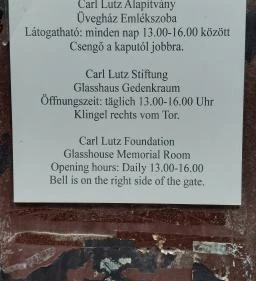 Carl Lutz Alapítvány
Üvegház Emlékszoba
Látogatható: minden nap 13.00-16.00 között
Csengő a kaputól jobbra.
Carl Lutz Stiftung
Glasshaus Gedenkraum
Öffnungszeit: täglich 13.00-16.00 Uhr
Klingel rechts vom Tor.
Carl Lutz Foundation
Glasshouse Memorial Room
Opening hours: Daily 13.00-16.00
Bell is on the right side of the gate.